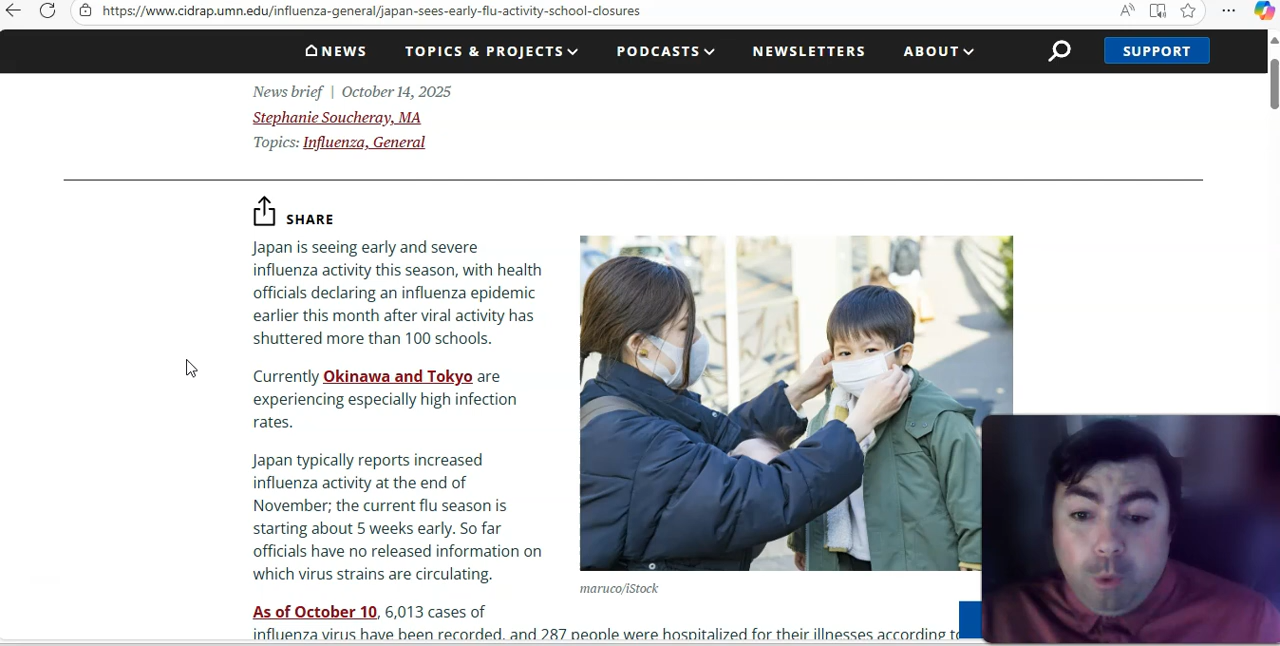 https://www.cidrap.umn.edu/influenza-general/japan-sees-early-flu-activity-school-closures
NEWS TOPICS & PROJECTS PODCASTS NEWSLETTERS ABOUT SUPPORT
News brief | October 14, 2025
Stephanie Soucheray, MA
Topics: Influenza, General
SHARE
Japan is seeing early and severe
influenza activity this season, with health
officials declaring an influenza epidemic
earlier this month after viral activity has
shuttered more than 100 schools.
Currently Okinawa and Tokyo are
experiencing especially high infection
rates.
Japan typically reports increased
influenza activity at the end of
November; the current flu season is
starting about 5 weeks early. So far
officials have no released information on
which virus strains are circulating.
maruco/iStock
As of October 10, 6,013 cases of
influenza virus have been recorded, and 287 people were hospitalized for their illnesses according to